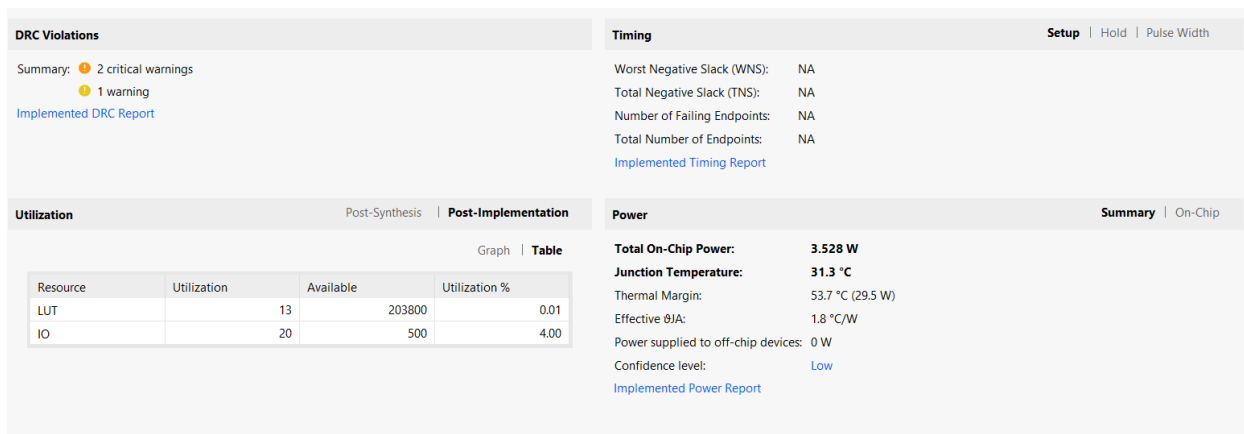 DRC Violations
Summary: 2 critical warnings
1 warning
Implemented DRC Report
Timing
Setup | Hold | Pulse Width
Worst Negative Slack (WNS): NA
Total Negative Slack (TNS): NA
Number of Failing Endpoints: NA
Total Number of Endpoints: NA
Implemented Timing Report
Utilization
Post-Synthesis | Post-Implementation
Graph | Table
Resource Utilization Available Utilization %
LUT 13 203800 0.01
IO 20 500 4.00
Power
Summary | On-Chip
Total On-Chip Power: 3.528 W
Junction Temperature: 31.3 °C
Thermal Margin: 53.7 °C (29.5 W)
Effective ϑJA: 1.8 °C/W
Power supplied to off-chip devices: 0 W
Confidence level: Low
Implemented Power Report